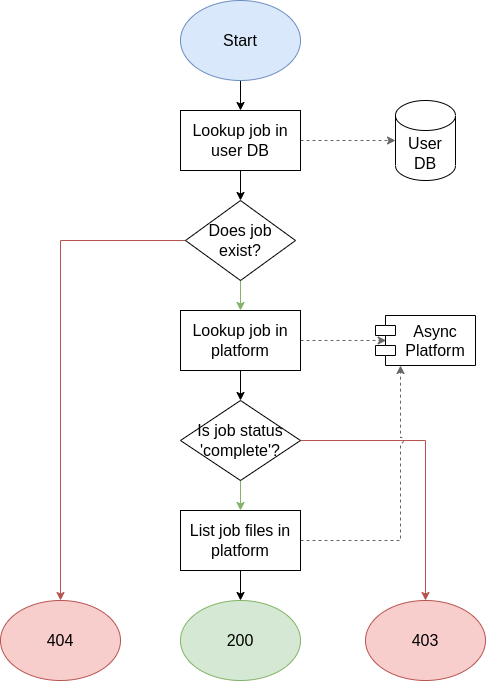 Start
Lookup job in
user DB
User
DB
Does job
exist?
Lookup job in
platform
Async
Platform
Is job status
'complete'?
List job files in
platform
404
200
403